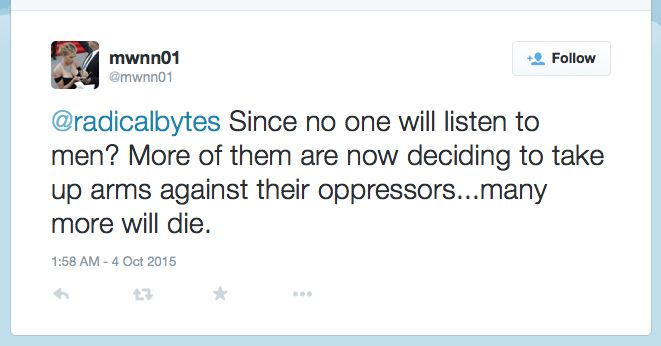 mwnn01
@mwnn01
Follow
@radicalbytes Since no one will listen to
men? More of them are now deciding to take
up arms against their oppressors...many
more will die.
1:58 AM - 4 Oct 2015